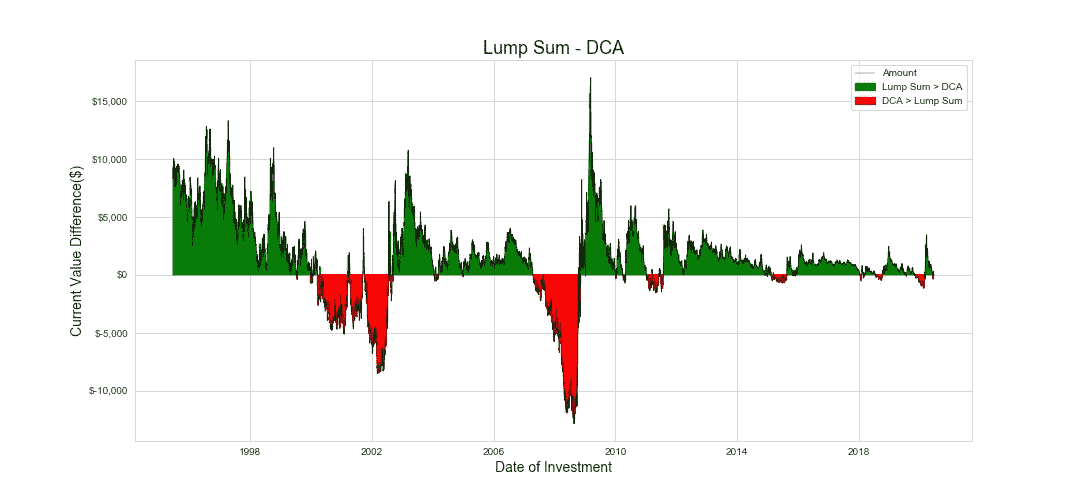 Lump Sum - DCA
Amount
Lump Sum > DCA
DCA > Lump Sum
Current Value Difference($)
$15,000
$10,000
$5,000
$0
$-5,000
$-10,000
1998
2002
2006
2010
2014
2018
Date of Investment